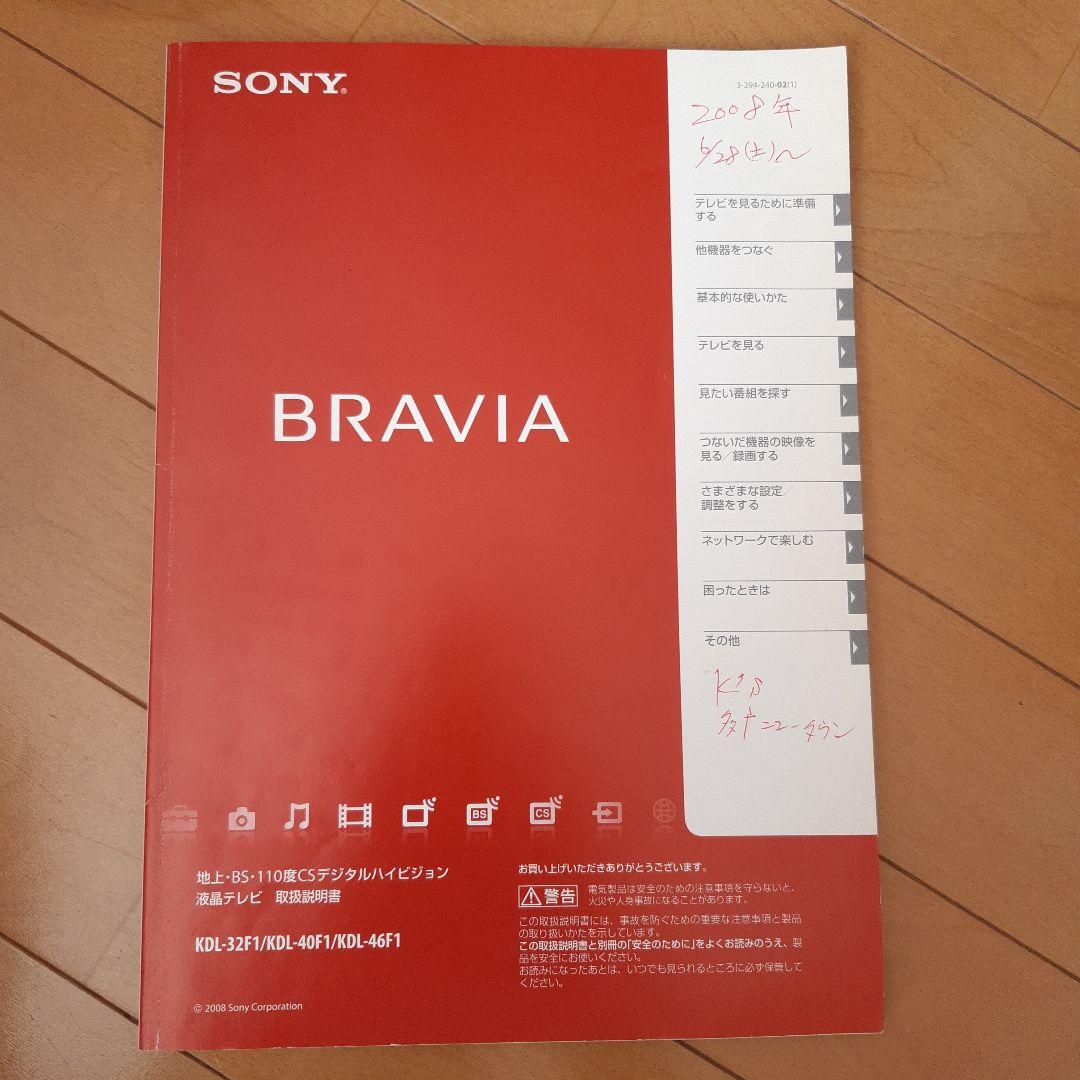 SONY®
3-294-240-02(1)
2008年
6/28(土)〜
テレビを見るために準備
する
他機器をつなぐ
基本的な使いかた
テレビを見る
見たい番組を探す
つないだ機器の映像を
見る/録画する
さまざまな設定/
調整をする
ネットワークで楽しむ
困ったときは
その他
BRAVIA
K's
多ナニュータウン
BS
CS
地上・BS・110度CSデジタルハイビジョン
液晶テレビ 取扱説明書
KDL-32F1/KDL-40F1/KDL-46F1
© 2008 Sony Corporation
お買い上げいただきありがとうございます。
警告
電気製品は安全のための注意事項を守らないと、
火災や人身事故になることがあります。
この取扱説明書には、事故を防ぐための重要な注意事項と製品
の取り扱いかたを示しています。
この取扱説明書と別冊の「安全のために」をよくお読みのうえ、製
品を安全にお使いください。
お読みになったあとは、いつでも見られるところに必ず保管して
ください。